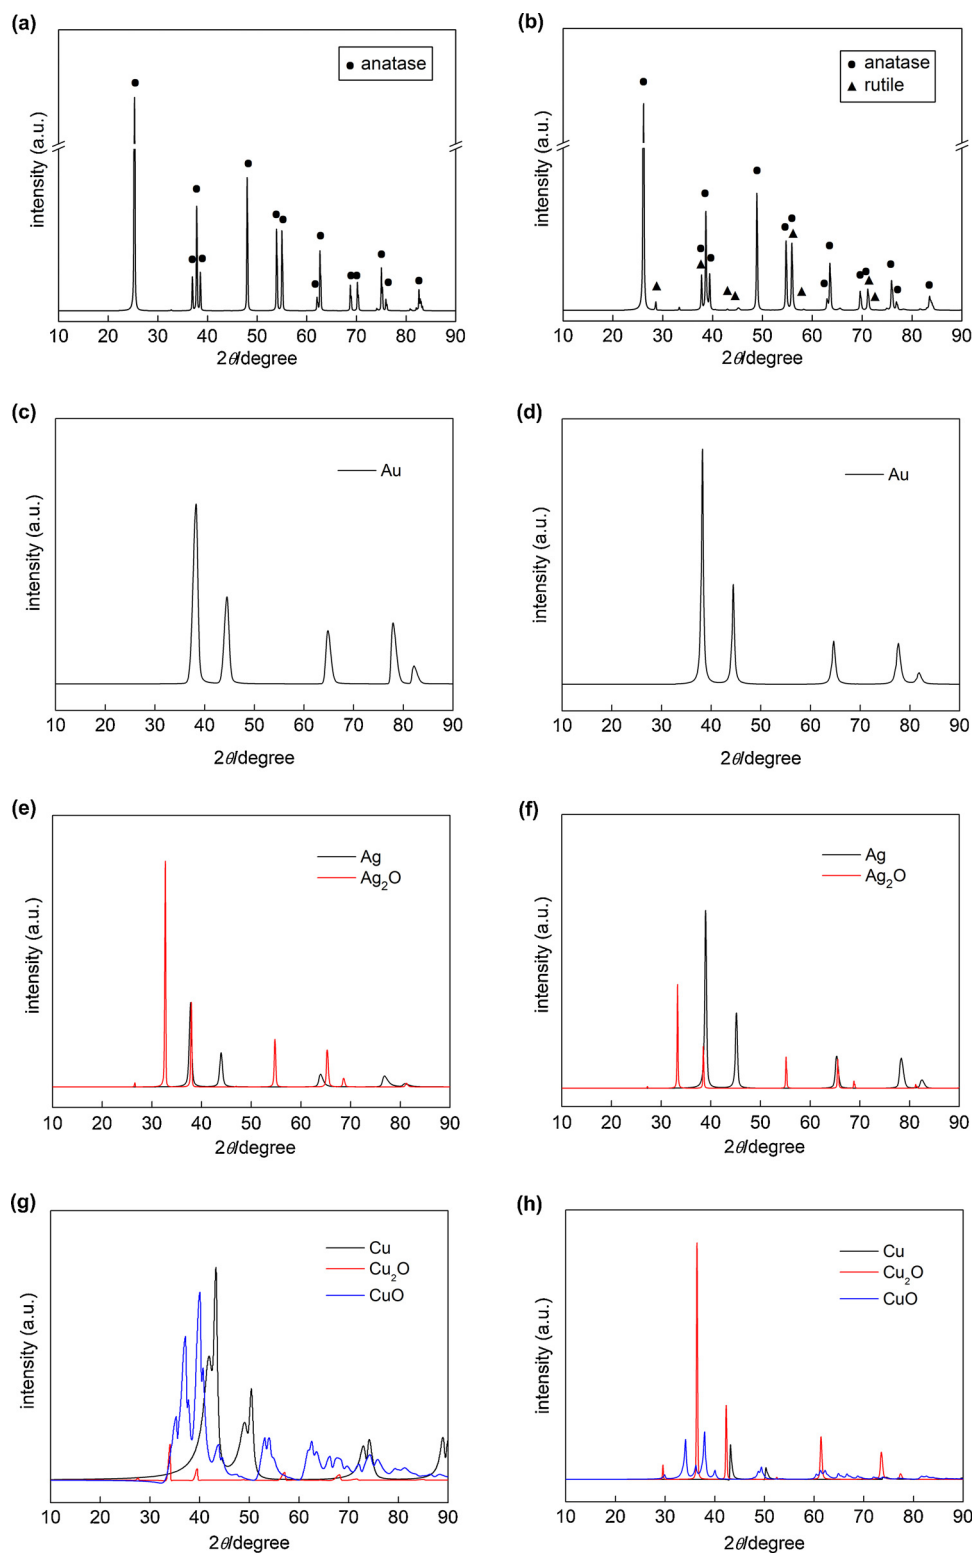 (a)
anatase
intensity (a.u.)
10 20 30 40 50 60 70 80 90
2θ/degree
(b)
anatase
rutile
intensity (a.u.)
10 20 30 40 50 60 70 80 90
2θ/degree
(c)
Au
intensity (a.u.)
10 20 30 40 50 60 70 80 90
2θ/degree
(d)
Au
intensity (a.u.)
10 20 30 40 50 60 70 80 90
2θ/degree
(e)
Ag
Ag₂O
intensity (a.u.)
10 20 30 40 50 60 70 80 90
2θ/degree
(f)
Ag
Ag₂O
intensity (a.u.)
10 20 30 40 50 60 70 80 90
2θ/degree
(g)
Cu
Cu₂O
CuO
intensity (a.u.)
10 20 30 40 50 60 70 80 90
2θ/degree
(h)
Cu
Cu₂O
CuO
intensity (a.u.)
10 20 30 40 50 60 70 80 90
2θ/degree